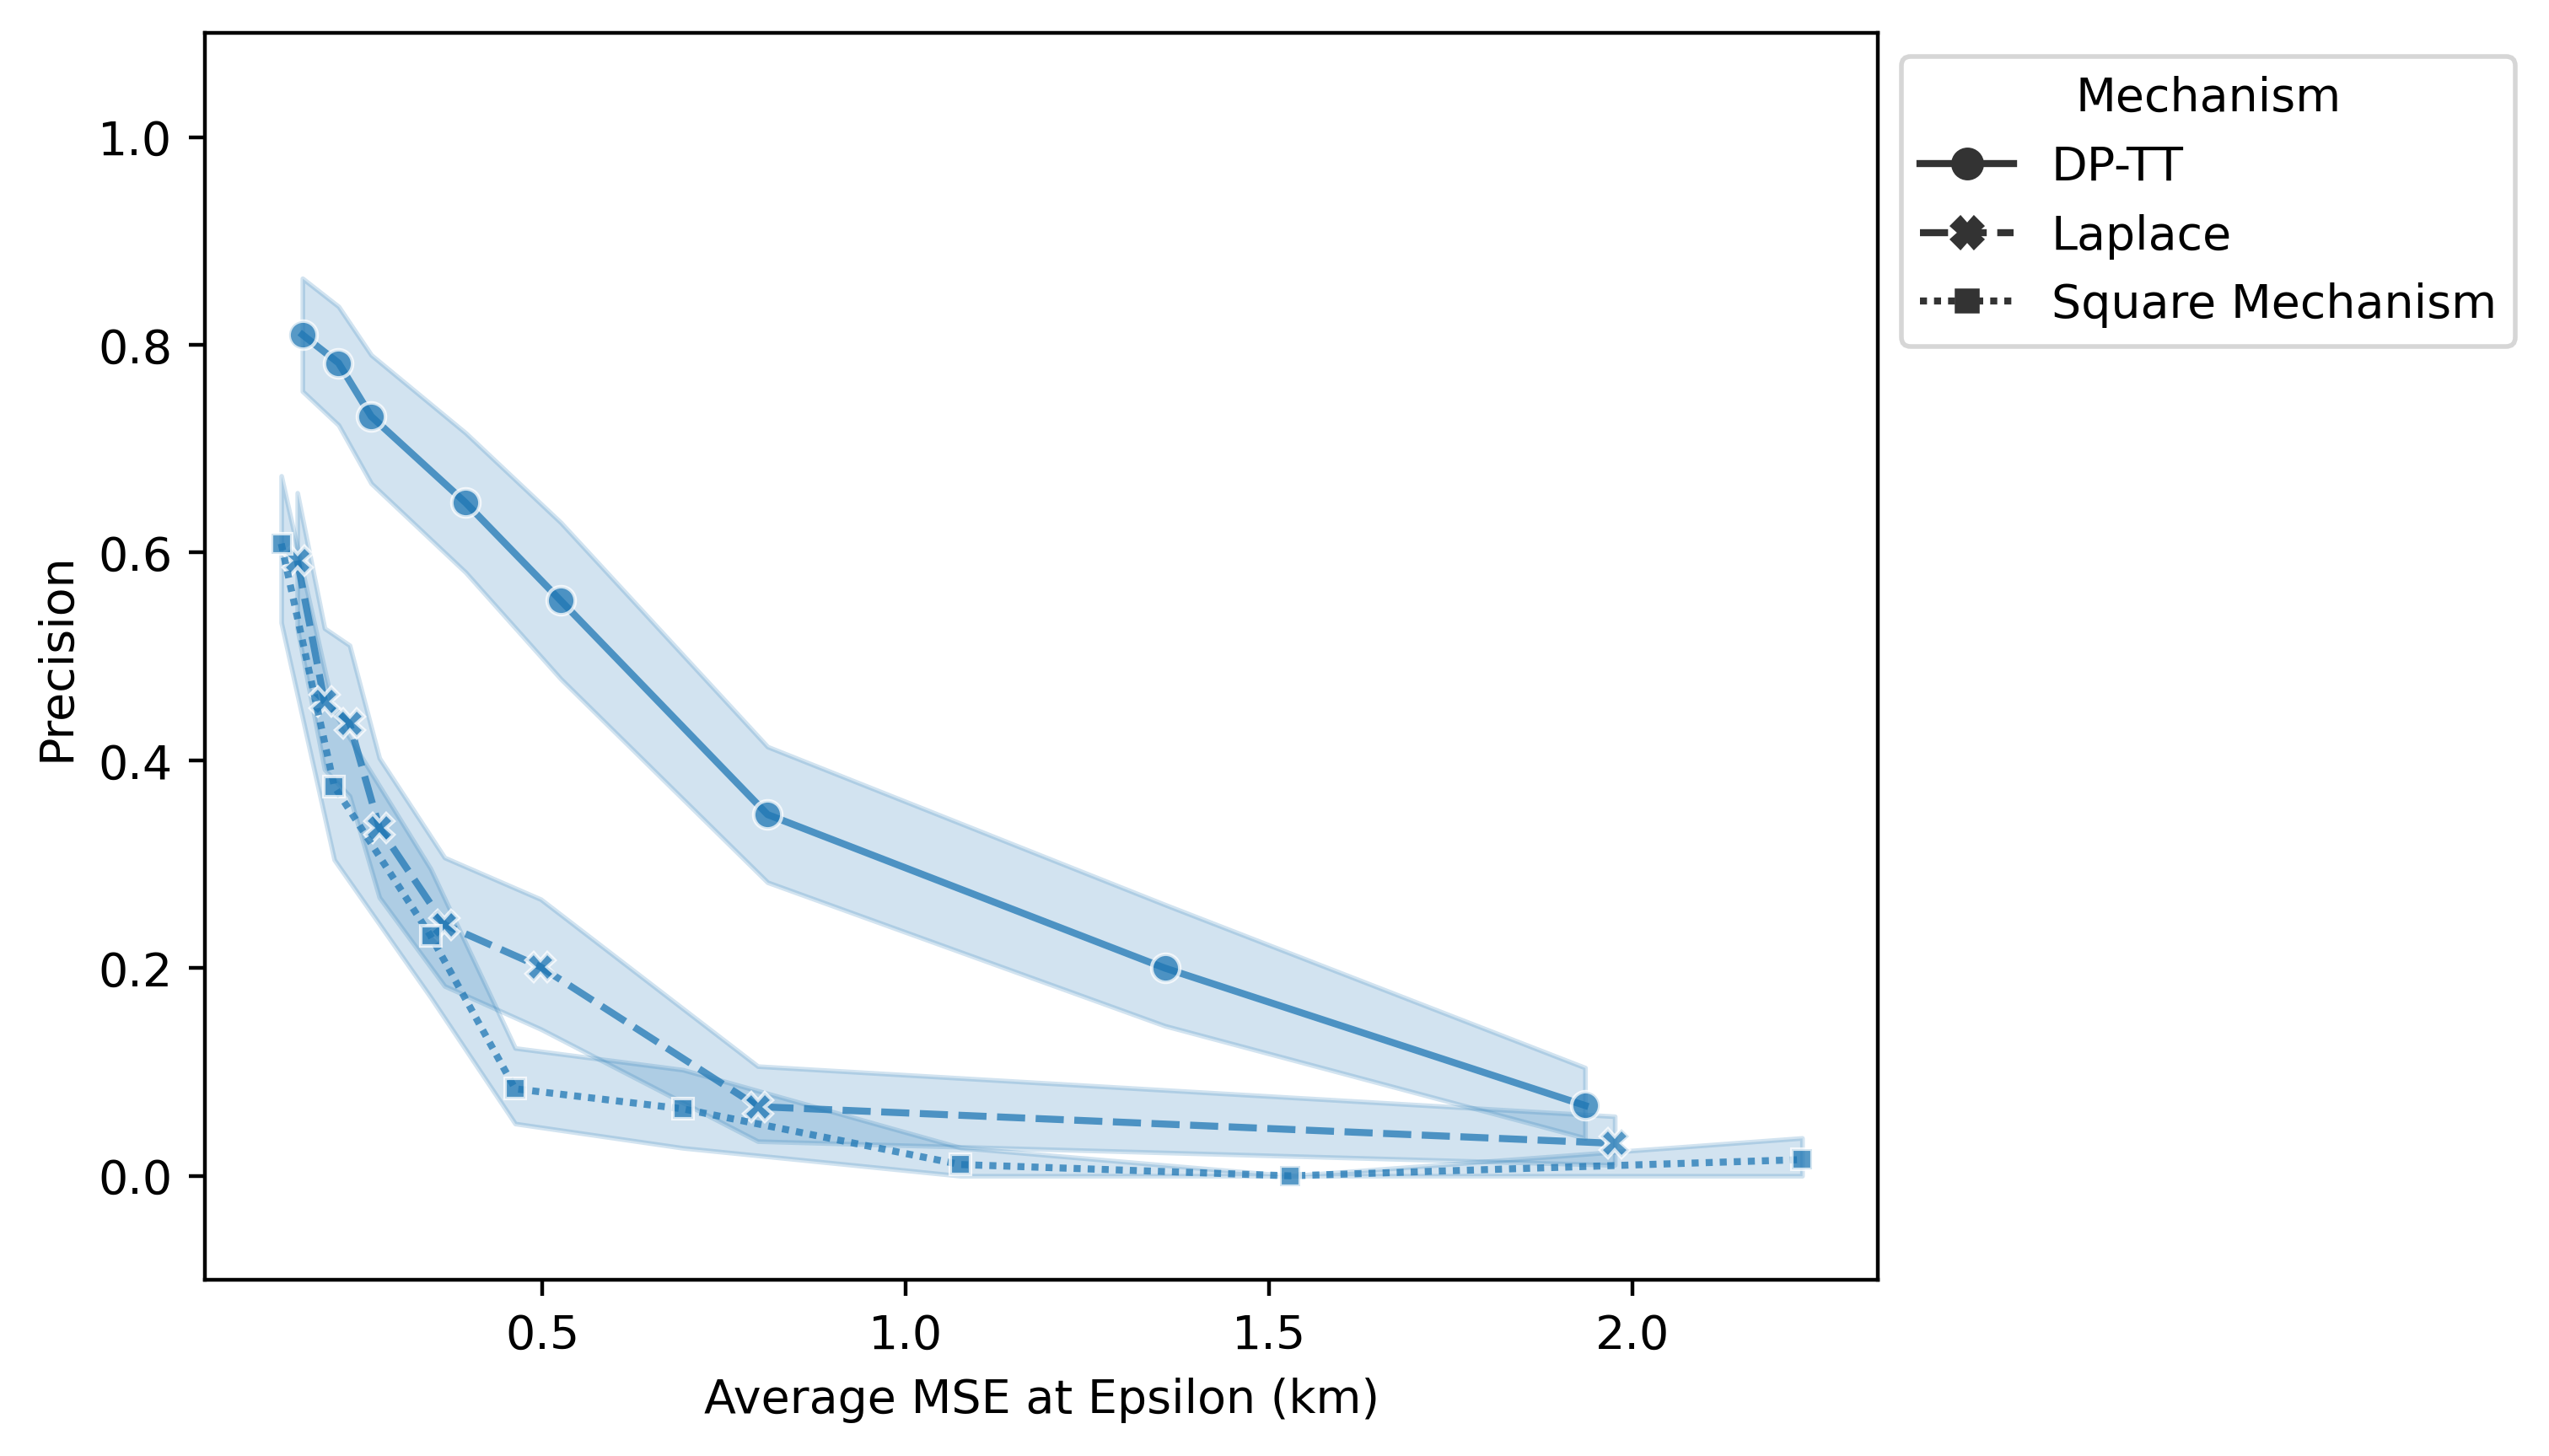 Mechanism
DP-TT
Laplace
Square Mechanism
1.0
0.8
0.6
0.4
0.2
0.0
Precision
0.5 1.0 1.5 2.0
Average MSE at Epsilon (km)